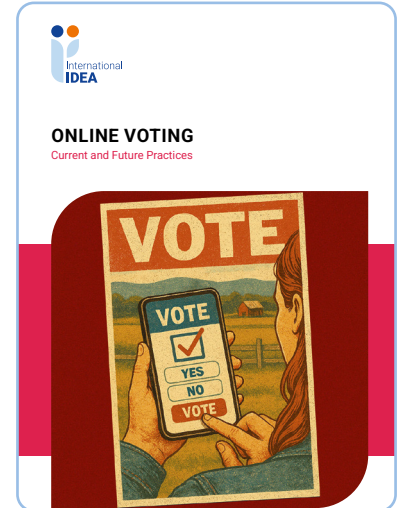 International
IDEA
ONLINE VOTING
Current and Future Practices
VOTE
VOTE
YES
NO
VOTE